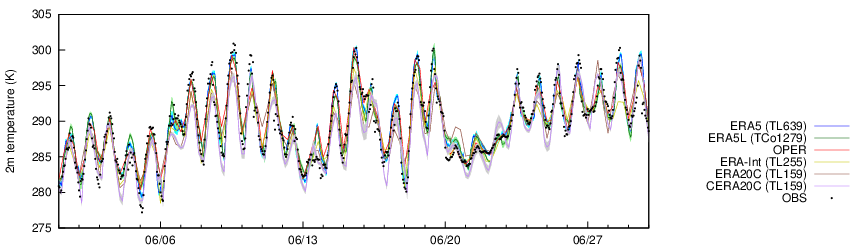 305
300
295
290
285
280
275
2m temperature (K)
06/06
06/13
06/20
06/27
ERA5 (TL639)
ERA5L (TCo1279)
OPER
ERA-Int (TL255)
ERA20C (TL159)
CERA20C (TL159)
OBS